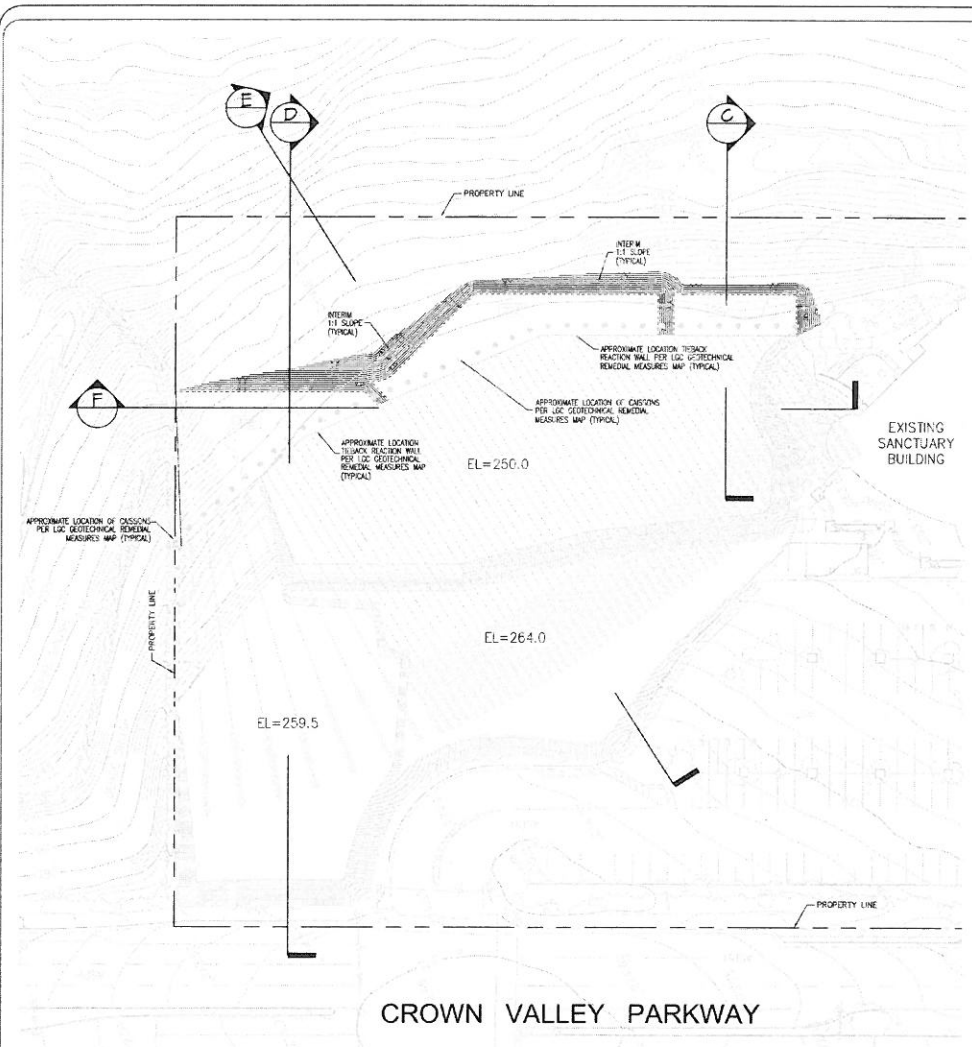 E
D
C
PROPERTY LINE
INTERIM
1:1 SLOPE
(TYPICAL)
INTERIM
1:1 SLOPE
(TYPICAL)
APPROXIMATE LOCATION TIEBACK
REACTION WALL PER LGC GEOTECHNICAL
REMEDIAL MEASURES MAP (TYPICAL)
F
APPROXIMATE LOCATION OF CAISSONS
PER LGC GEOTECHNICAL REMEDIAL
MEASURES MAP (TYPICAL)
EXISTING
SANCTUARY
BUILDING
APPROXIMATE LOCATION
TIEBACK REACTION WALL
PER LGC GEOTECHNICAL
REMEDIAL MEASURES MAP
(TYPICAL)
EL=250.0
APPROXIMATE LOCATION OF CAISSONS
PER LGC GEOTECHNICAL REMEDIAL
MEASURES MAP (TYPICAL)
PROPERTY LINE
EL=264.0
EL=259.5
PROPERTY LINE
CROWN VALLEY PARKWAY